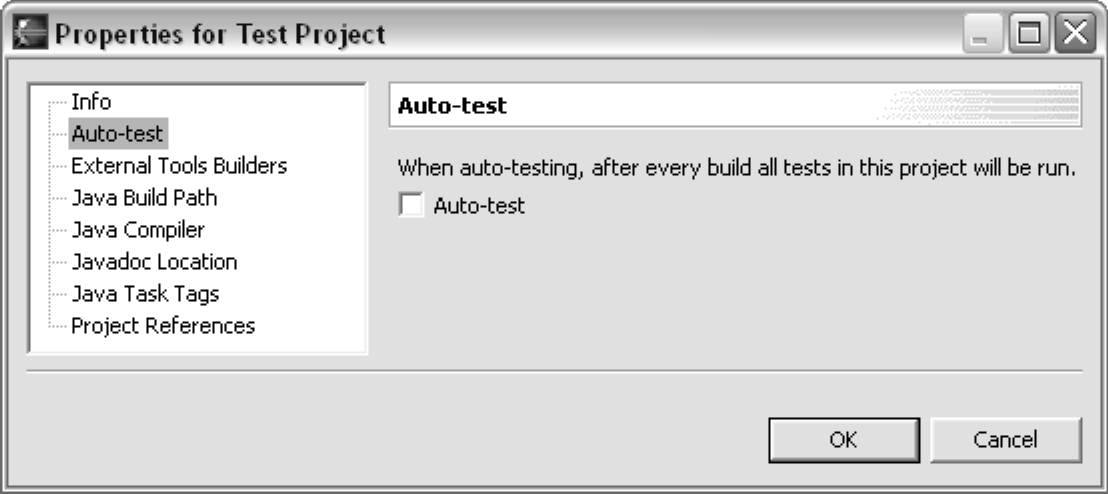 Properties for Test Project
Info
Auto-test
External Tools Builders
Java Build Path
Java Compiler
Javadoc Location
Java Task Tags
Project References
Auto-test
When auto-testing, after every build all tests in this project will be run.
Auto-test
OK
Cancel